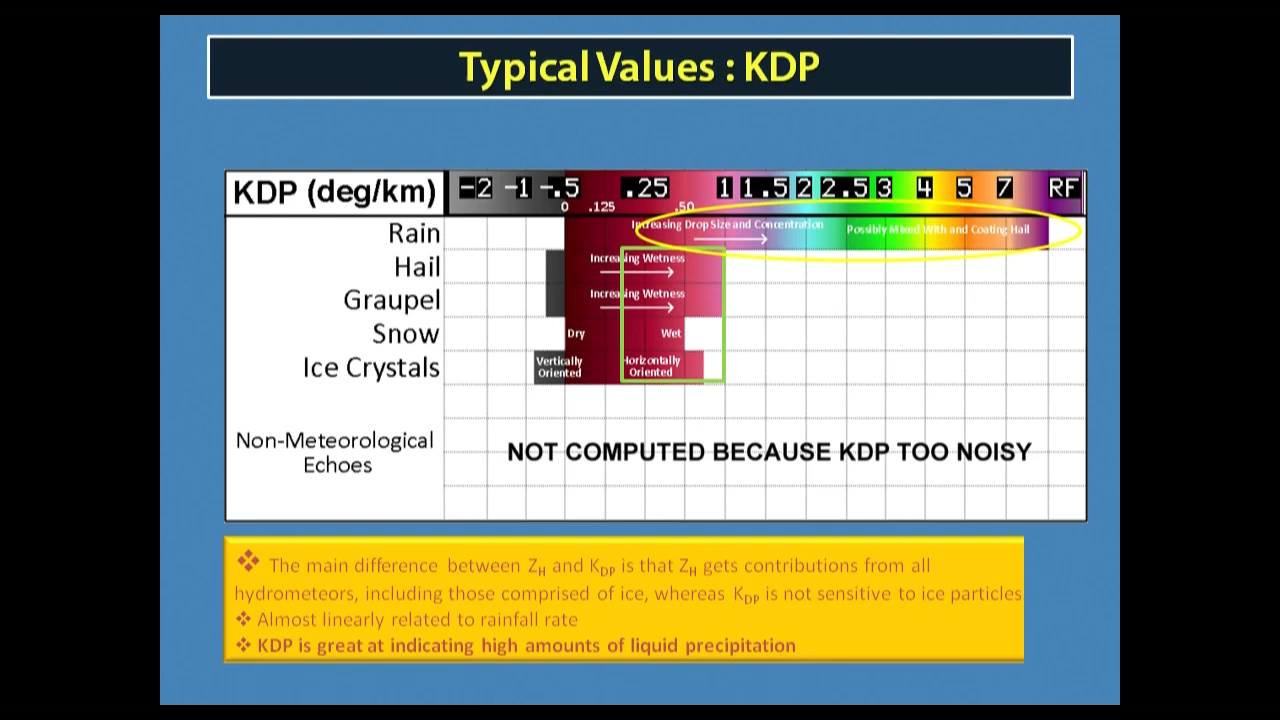 Typical Values : KDP
KDP (deg/km) -2 -1 -.5 .25 1 1.5 2 2.5 3 4 5 7 RF
0 .125 .50
Rain Increasing Drop Size and Concentration Possibly Mixed With and Coating Hail
Hail Increasing Wetness
Graupel Increasing Wetness
Snow Dry Wet
Ice Crystals Vertically Oriented Horizontally Oriented
Non-Meteorological
Echoes
NOT COMPUTED BECAUSE KDP TOO NOISY
❖ The main difference between ZH and KDP is that ZH gets contributions from all
hydrometeors, including those comprised of ice, whereas KDP is not sensitive to ice particles
❖ Almost linearly related to rainfall rate
❖ KDP is great at indicating high amounts of liquid precipitation